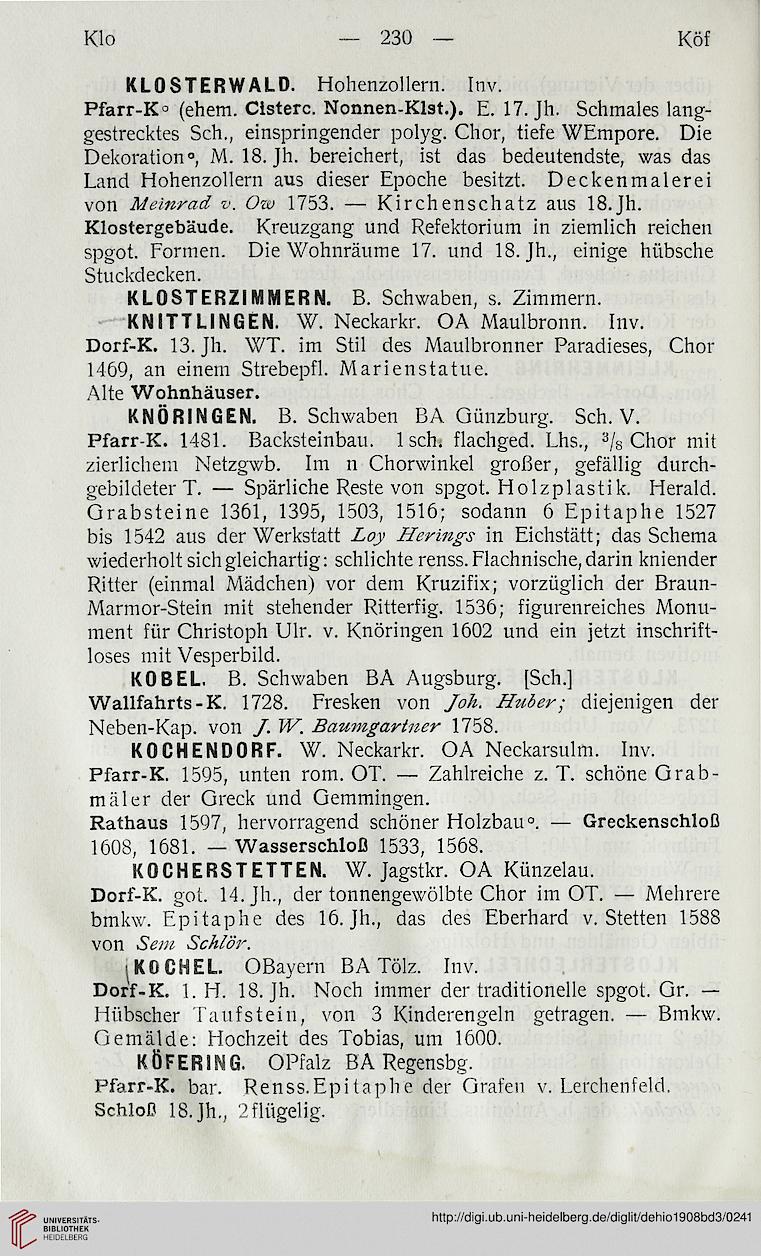 Klo — 230 — Köf
KLOSTERWALD. Hohenzollern. Inv.
Pfarr-K° (ehem. Cisterc. Nonnen-Klst.). E. 17. Jh. Schmales lang-
gestrecktes Sch., einspringender polyg. Chor, tiefe WEmpore. Die
Dekoration°, M. 18. Jh. bereichert, ist das bedeutendste, was das
Land Hohenzollern aus dieser Epoche besitzt. Deckenmalerei
von Meinrad v. Ow 1753. — Kirchenschatz aus 18. Jh.
Klostergebäude. Kreuzgang und Refektorium in ziemlich reichen
spgot. Formen. Die Wohnräume 17. und 18. Jh., einige hübsche
Stuckdecken.
KLOSTERZIMMERN. B. Schwaben, s. Zimmern.
KNITTLINGEN. W. Neckarkr. OA Maulbronn. Inv.
Dorf-K. 13. Jh. WT. im Stil des Maulbronner Paradieses, Chor
1469, an einem Strebepfl. Marienstatue.
Alte Wohnhäuser.
KNÖRINGEN. B. Schwaben BA Günzburg. Sch. V.
Pfarr-K. 1481. Backsteinbau. 1 sch. flachged. Lhs., 3/8 Chor mit
zierlichem Netzgwb. Im n Chorwinkel großer, gefällig durch-
gebildeter T. — Spärliche Reste von spgot. Holzplastik. Herald.
Grabsteine 1361, 1395, 1503, 1516; sodann 6 Epitaphe 1527
bis 1542 aus der Werkstatt Loy Herings in Eichstätt; das Schema
wiederholt sich gleichartig: schlichte renss. Flachnische, darin kniender
Ritter (einmal Mädchen) vor dem Kruzifix; vorzüglich der Braun-
Marmor-Stein mit stehender Ritterfig. 1536; figurenreiches Monu-
ment für Christoph Ulr. v. Knöringen 1602 und ein jetzt inschrift-
loses mit Vesperbild.
KOBEL. B. Schwaben BA Augsburg. [Sch.]
Wallfahrts-K. 1728. Fresken von Joh. Huber; diejenigen der
Neben-Kap. von J. W. Baumgartner 1758.
KOCHENDORF. W. Neckarkr. OA Neckarsulm. Inv.
Pfarr-K. 1595, unten rom. OT. — Zahlreiche z. T. schöne Grab-
mäler der Greck und Gemmingen.
Rathaus 1597, hervorragend schöner Holzbau°. — Greckenschloß
1608, 1681. — Wasserschloß 1533, 1568.
KOCHERSTETTEN. W. Jagstkr. OA Künzelau.
Dorf-K. got. 14. Jh., der tonnengewölbte Chor im OT. — Mehrere
bmkw. Epitaphe des 16. Jh., das des Eberhard v. Stetten 1588
von Sem Schlör.
KOCHEL. OBayern BA Tölz. Inv.
Dorf-K. 1. H. 18. Jh. Noch immer der traditionelle spgot. Gr. —
Hübscher Taufstein, von 3 Kinderengeln getragen. — Bmkw.
Gemälde: Hochzeit des Tobias, um 1600.
KÖFERING. OPfalz BA Regensbg.
Pfarr-K. bar. Renss. Epitaphe der Grafen v. Lerchenfeld.
Schloß 18. Jh., 2 flügelig.
UNIVERSITÄTS-
BIBLIOTHEK
HEIDELBERG
http://digi.ub.uni-heidelberg.de/diglit/dehio1908bd3/0241